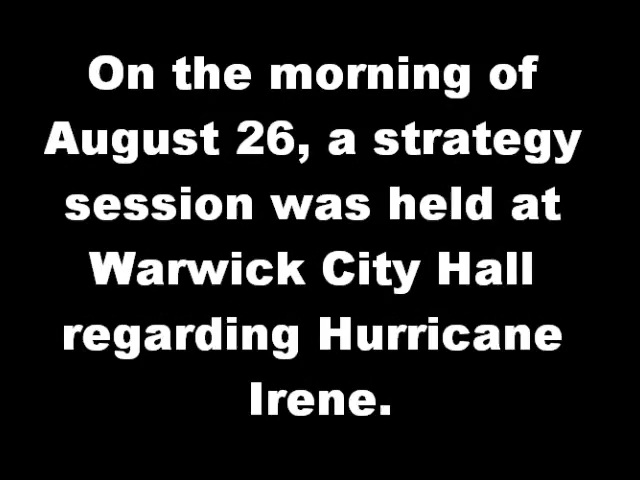 On the morning of
August 26, a strategy
session was held at
Warwick City Hall
regarding Hurricane
Irene.